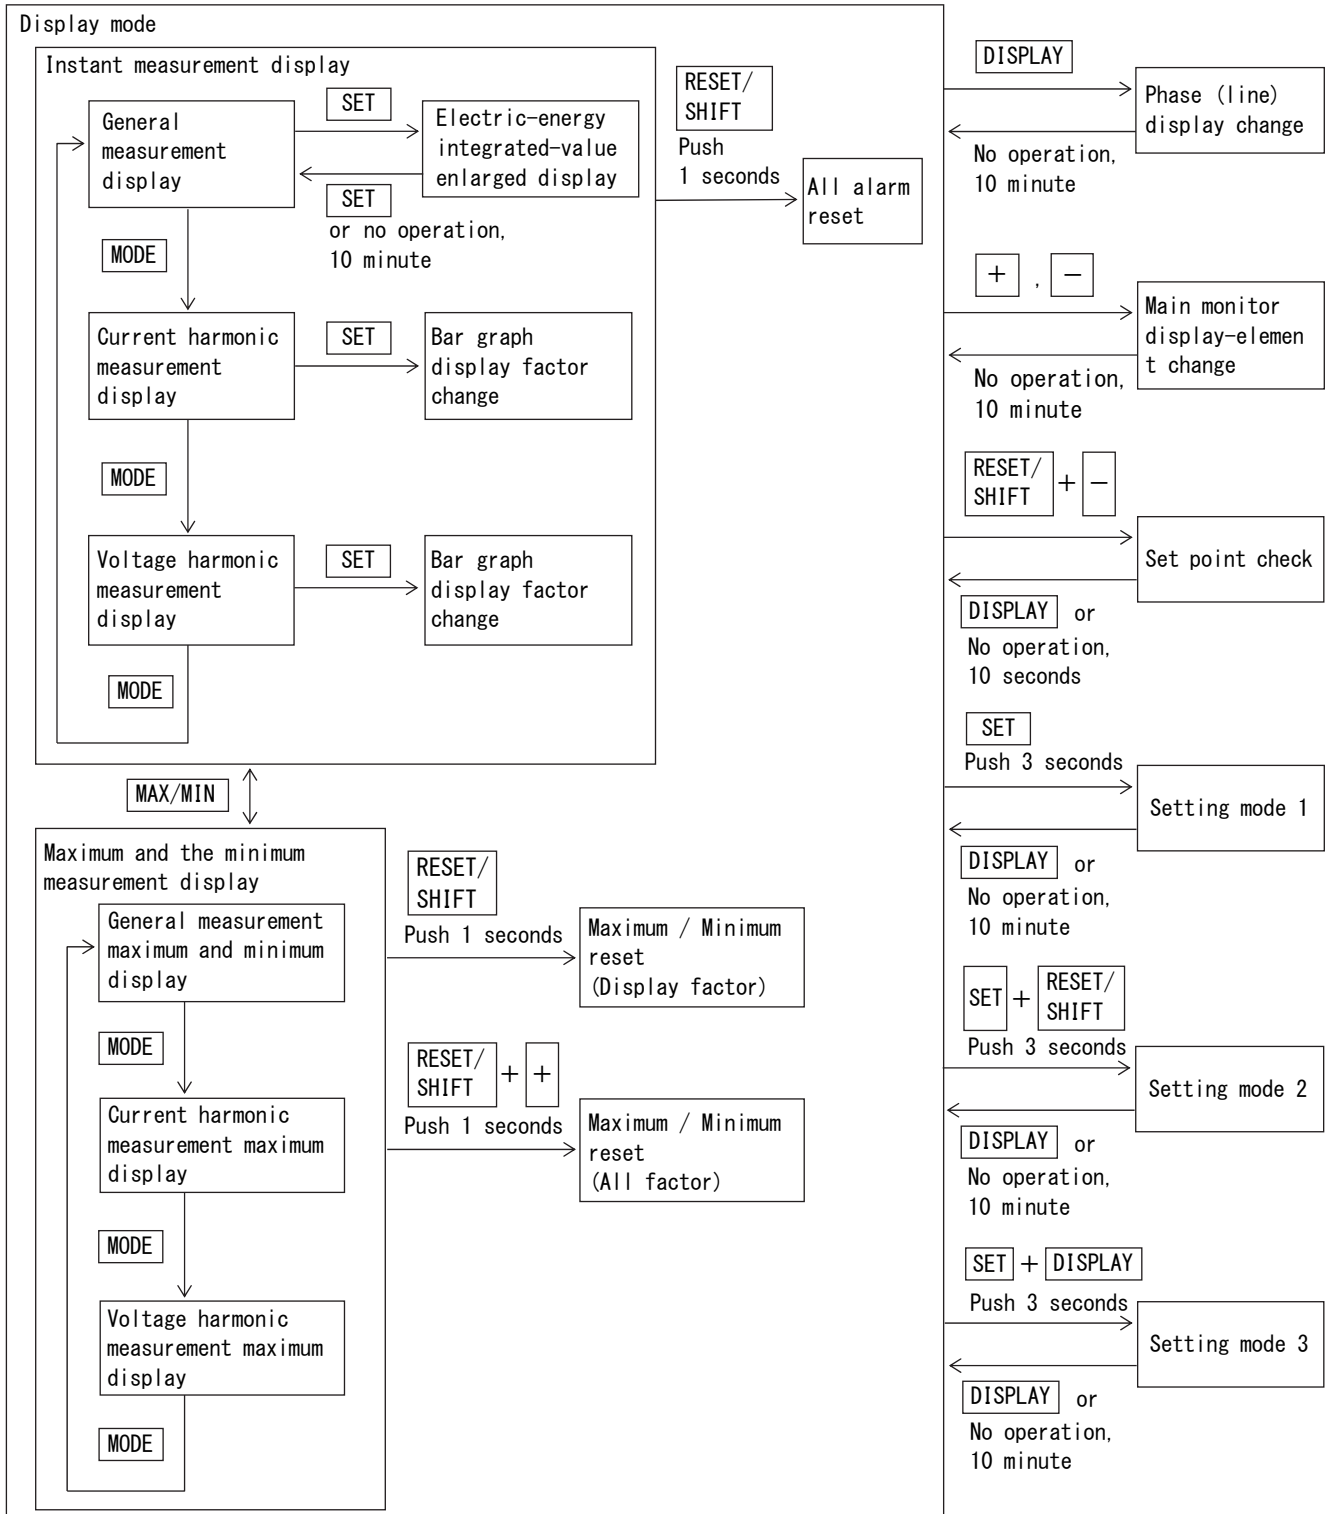 Display mode
Instant measurement display
General
measurement
display
SET
Electric-energy
integrated-value
enlarged display
SET
or no operation,
10 minute
MODE
Current harmonic
measurement
display
SET
Bar graph
display factor
change
MODE
Voltage harmonic
measurement
display
SET
Bar graph
display factor
change
MODE
RESET/
SHIFT
Push
1 seconds
All alarm
reset
MAX/MIN
Maximum and the minimum
measurement display
General measurement
maximum and minimum
display
MODE
Current harmonic
measurement maximum
display
MODE
Voltage harmonic
measurement maximum
display
MODE
RESET/
SHIFT
Push 1 seconds
Maximum / Minimum
reset
(Display factor)
RESET/
SHIFT + +
Push 1 seconds
Maximum / Minimum
reset
(All factor)
DISPLAY
Phase (line)
display change
No operation,
10 minute
+ , −
Main monitor
display-elemen
t change
No operation,
10 minute
RESET/
SHIFT + −
Set point check
DISPLAY or
No operation,
10 seconds
SET
Push 3 seconds
Setting mode 1
DISPLAY or
No operation,
10 minute
SET + RESET/
SHIFT
Push 3 seconds
Setting mode 2
DISPLAY or
No operation,
10 minute
SET + DISPLAY
Push 3 seconds
Setting mode 3
DISPLAY or
No operation,
10 minute